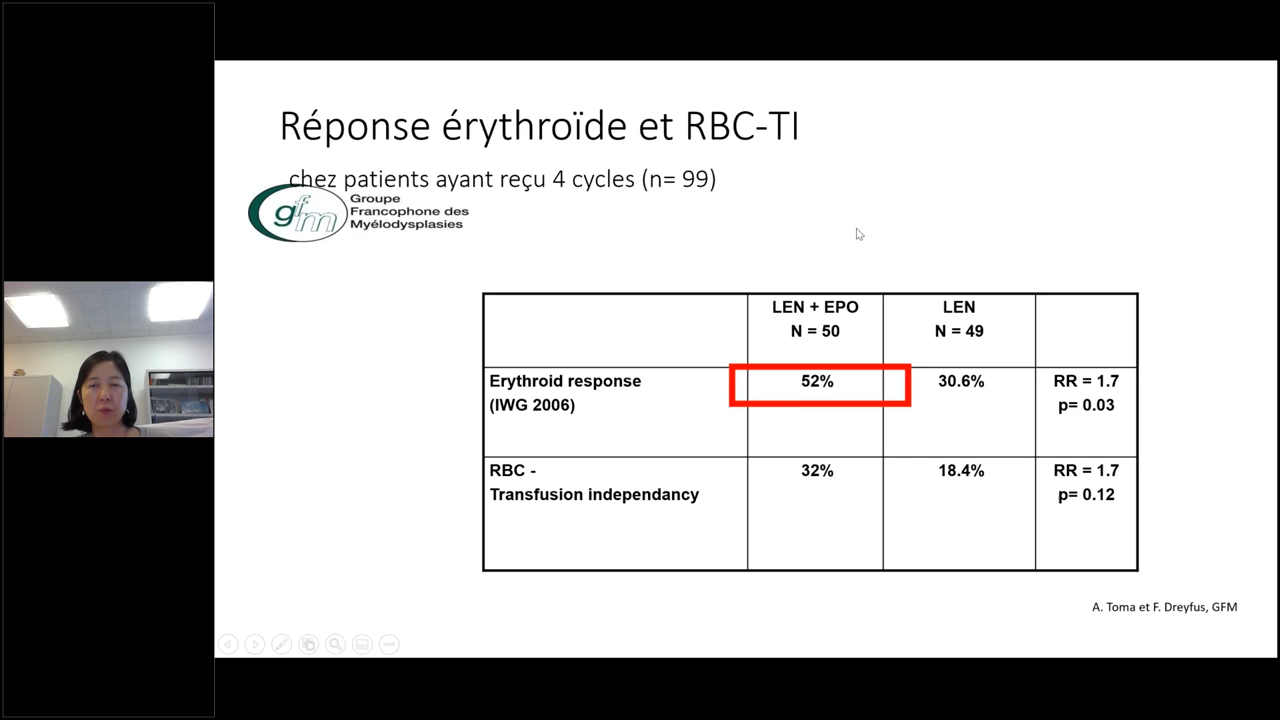 Réponse érythroïde et RBC-TI
chez patients ayant reçu 4 cycles (n= 99)
gfm
Groupe
Francophone des
Myélodysplasies
LEN + EPO
N = 50
LEN
N = 49
Erythroid response
(IWG 2006)
52%
30.6%
RR = 1.7
p= 0.03
RBC -
Transfusion independancy
32%
18.4%
RR = 1.7
p= 0.12
A. Toma et F. Dreyfus, GFM